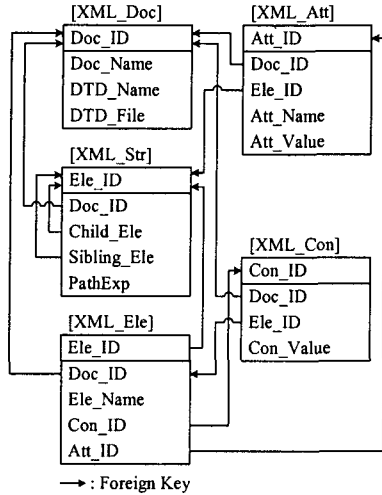 [XML_Doc]
Doc_ID
Doc_Name
DTD_Name
DTD_File
[XML_Att]
Att_ID
Doc_ID
Ele_ID
Att_Name
Att_Value
[XML_Str]
Ele_ID
Doc_ID
Child_Ele
Sibling_Ele
PathExp
[XML_Con]
Con_ID
Doc_ID
Ele_ID
Con_Value
[XML_Ele]
Ele_ID
Doc_ID
Ele_Name
Con_ID
Att_ID
: Foreign Key